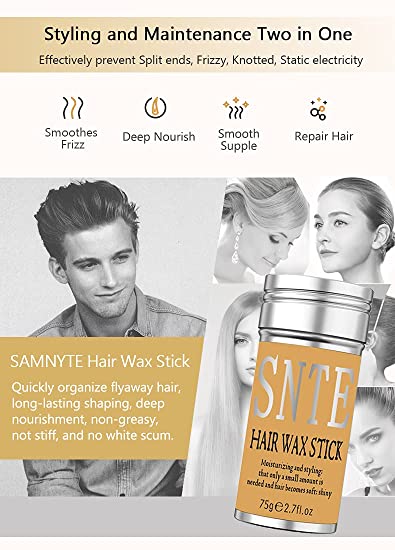 Styling and Maintenance Two in One
Effectively prevent Split ends, Frizzy, Knotted, Static electricity
Smoothes
Frizz
Deep Nourish
Smooth
Supple
Repair Hair
SAMNYTE Hair Wax Stick
Quickly organize flyaway hair,
long-lasting shaping, deep
nourishment, non-greasy,
not stiff, and no white scum.
SNTE
HAIR WAX STICK
Moisturizing and styling:
that only a small amount is
needed and hair becomes soft: shiny
75g℮2.7fl.oz